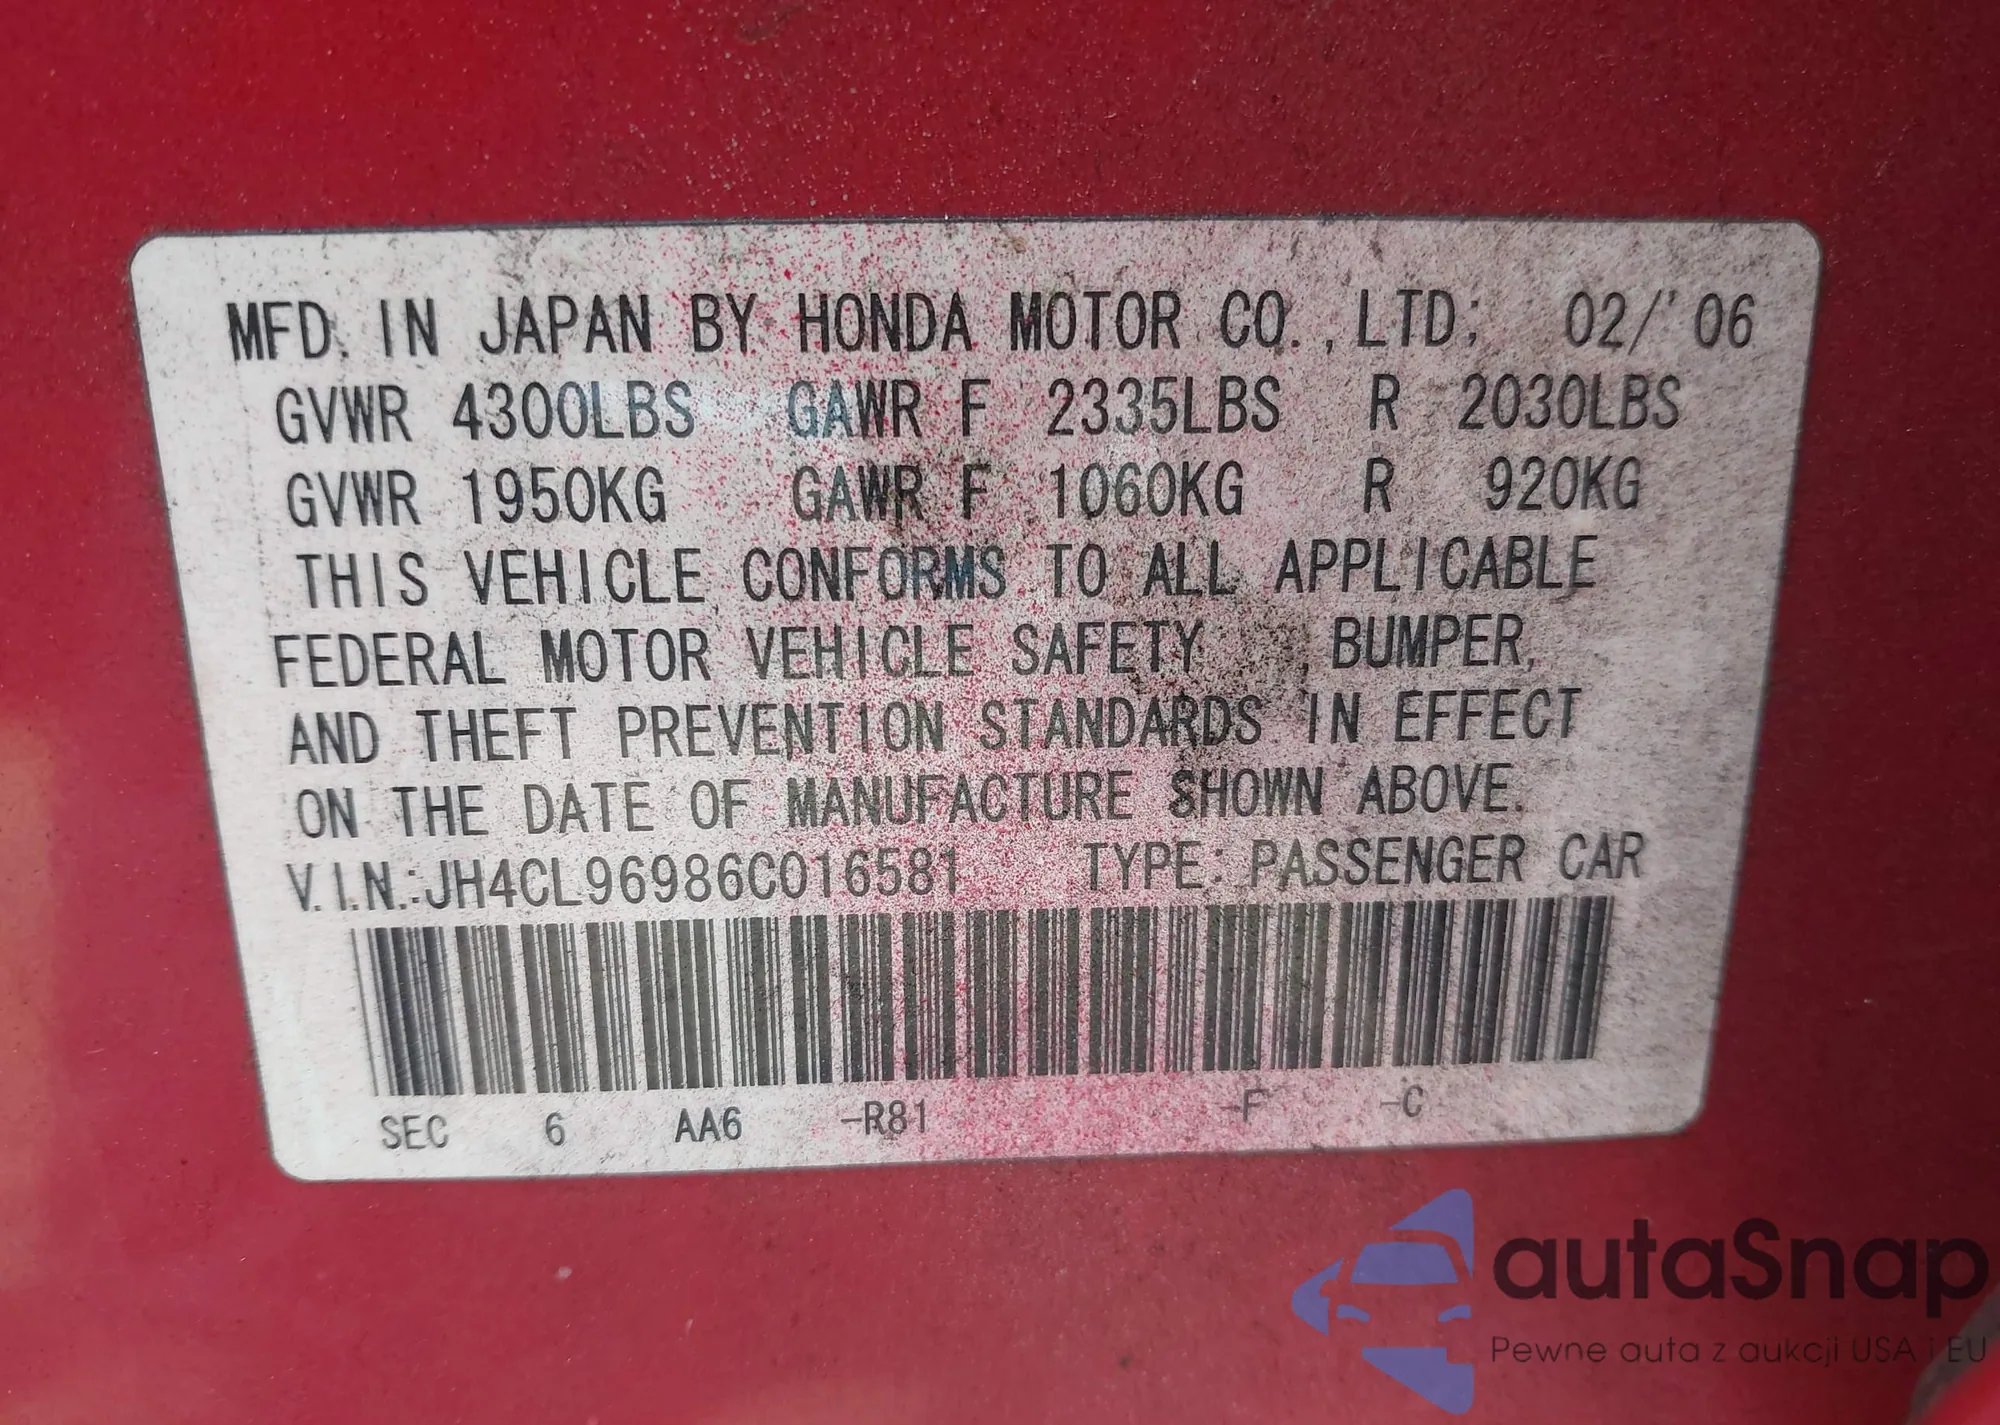 MFD. IN JAPAN BY HONDA MOTOR CO.,LTD; 02/'06
GVWR 4300LBS GAWR F 2335LBS R 2030LBS
GVWR 1950KG GAWR F 1060KG R 920KG
THIS VEHICLE CONFORMS TO ALL APPLICABLE
FEDERAL MOTOR VEHICLE SAFETY , BUMPER,
AND THEFT PREVENTION STANDARDS IN EFFECT
ON THE DATE OF MANUFACTURE SHOWN ABOVE.
V.I.N.:JH4CL96986C016581 TYPE: PASSENGER CAR
SEC 6 AA6 -R81 -F -C
autaSnap
Pewne auta z aukcji USA i EU